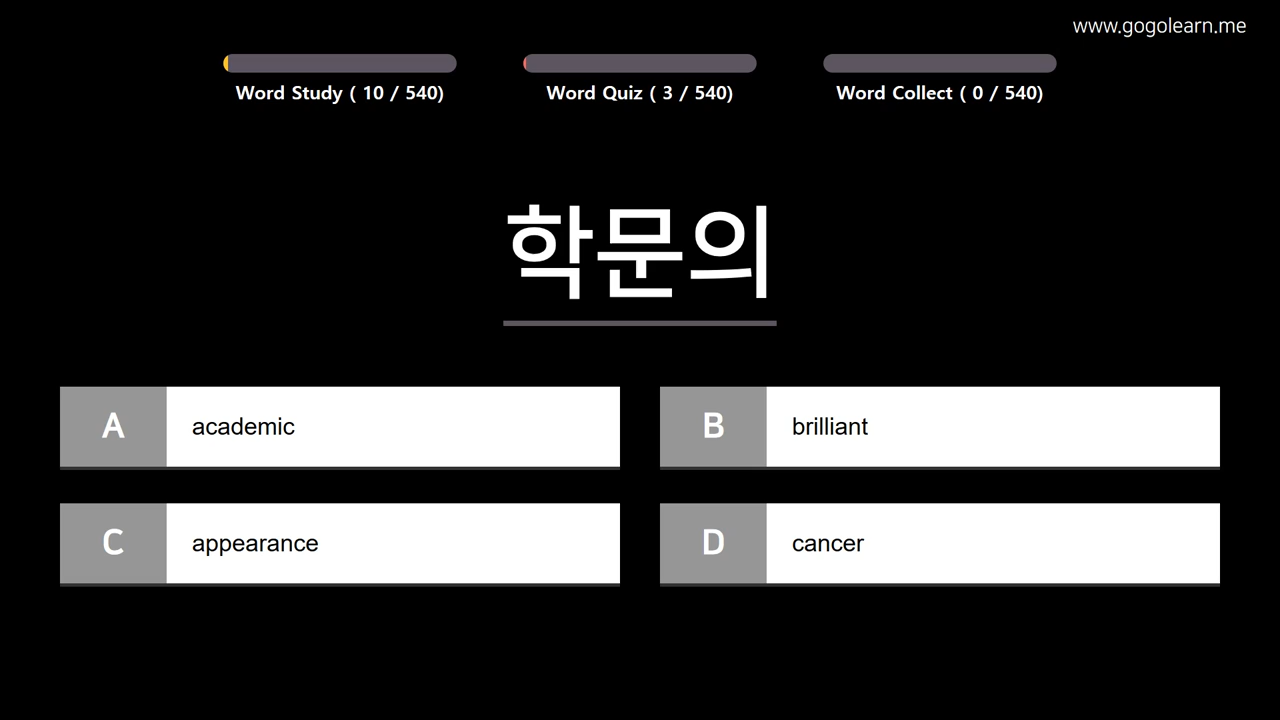 www.gogolearn.me
Word Study ( 10 / 540)
Word Quiz ( 3 / 540)
Word Collect ( 0 / 540)
학문의
A academic
B brilliant
C appearance
D cancer